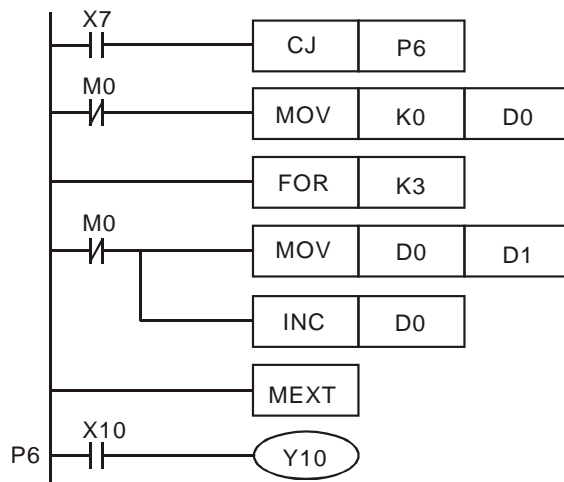 X7
CJ P6
M0
MOV K0 D0
FOR K3
M0
MOV D0 D1
INC D0
MEXT
X10
P6 Y10